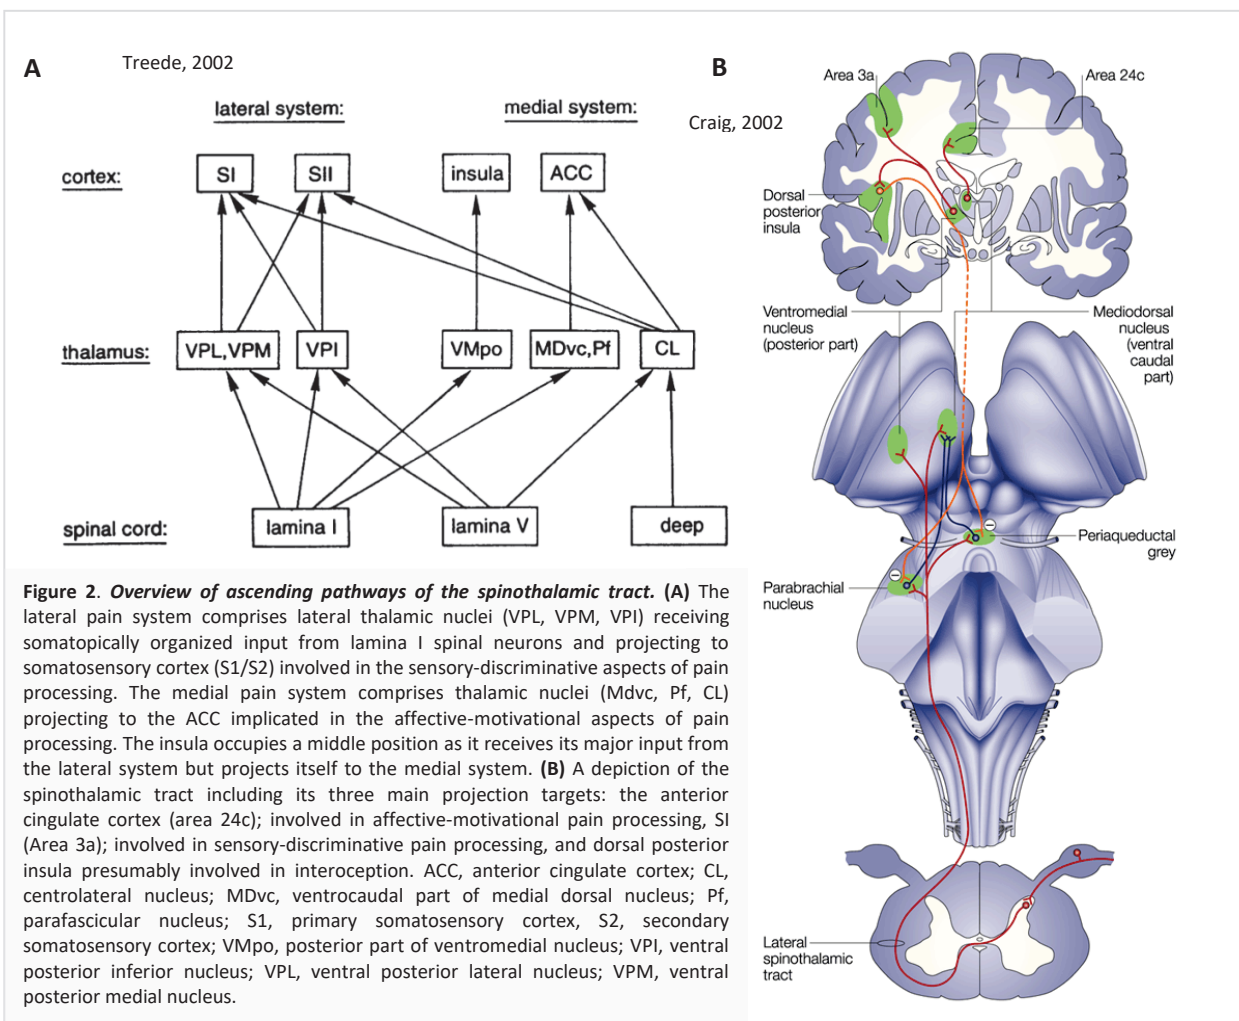 A
Treede, 2002
lateral system:
medial system:
cortex:
SI
SII
insula
ACC
thalamus:
VPL,VPM
VPI
VMpo
MDvc,Pf
CL
spinal cord:
lamina I
lamina V
deep
Figure 2. Overview of ascending pathways of the spinothalamic tract. (A) The
lateral pain system comprises lateral thalamic nuclei (VPL, VPM, VPI) receiving
somatopically organized input from lamina I spinal neurons and projecting to
somatosensory cortex (S1/S2) involved in the sensory-discriminative aspects of pain
processing. The medial pain system comprises thalamic nuclei (Mdvc, Pf, CL)
projecting to the ACC implicated in the affective-motivational aspects of pain
processing. The insula occupies a middle position as it receives its major input from
the lateral system but projects itself to the medial system. (B) A depiction of the
spinothalamic tract including its three main projection targets: the anterior
cingulate cortex (area 24c); involved in affective-motivational pain processing, SI
(Area 3a); involved in sensory-discriminative pain processing, and dorsal posterior
insula presumably involved in interoception. ACC, anterior cingulate cortex; CL,
centrolateral nucleus; MDvc, ventrocaudal part of medial dorsal nucleus; Pf,
parafascicular nucleus; S1, primary somatosensory cortex, S2, secondary
somatosensory cortex; VMpo, posterior part of ventromedial nucleus; VPI, ventral
posterior inferior nucleus; VPL, ventral posterior lateral nucleus; VPM, ventral
posterior medial nucleus.
B
Craig, 2002
Area 3a
Area 24c
Dorsal
posterior
insula
Ventromedial
nucleus
(posterior part)
Mediodorsal
nucleus
(ventral
caudal
part)
Periaqueductal
grey
Parabrachial
nucleus
Lateral
spinothalamic
tract